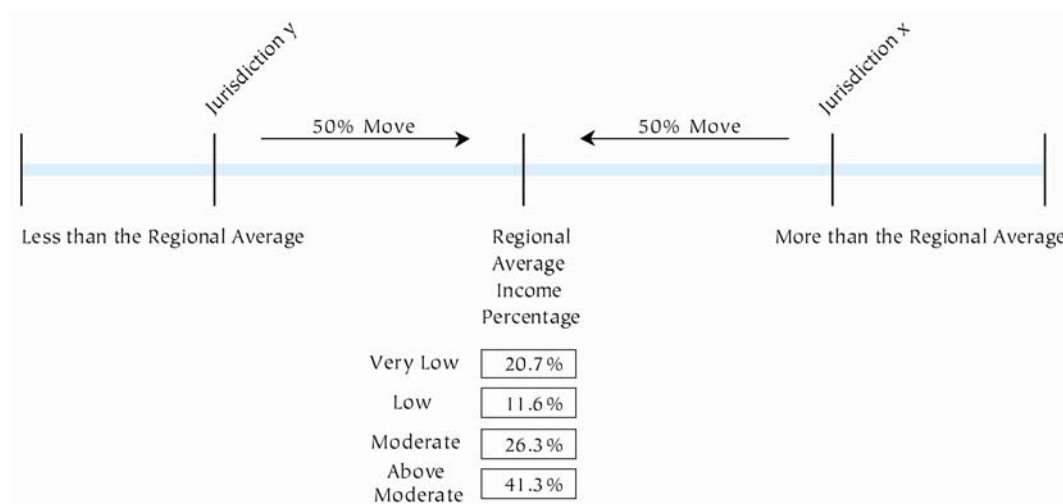 Jurisdiction y
Jurisdiction x
50% Move
50% Move
Less than the Regional Average
Regional
Average
Income
Percentage
More than the Regional Average
Very Low 20.7%
Low 11.6%
Moderate 26.3%
Above
Moderate 41.3%